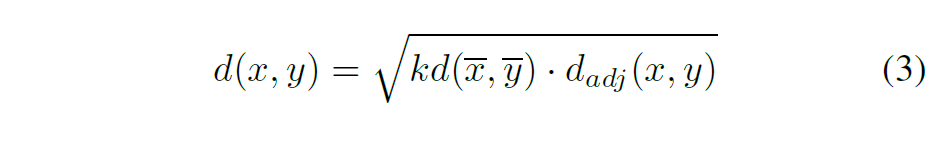 d(x, y) = √kd(x̅, y̅) · d_adj(x, y) (3)